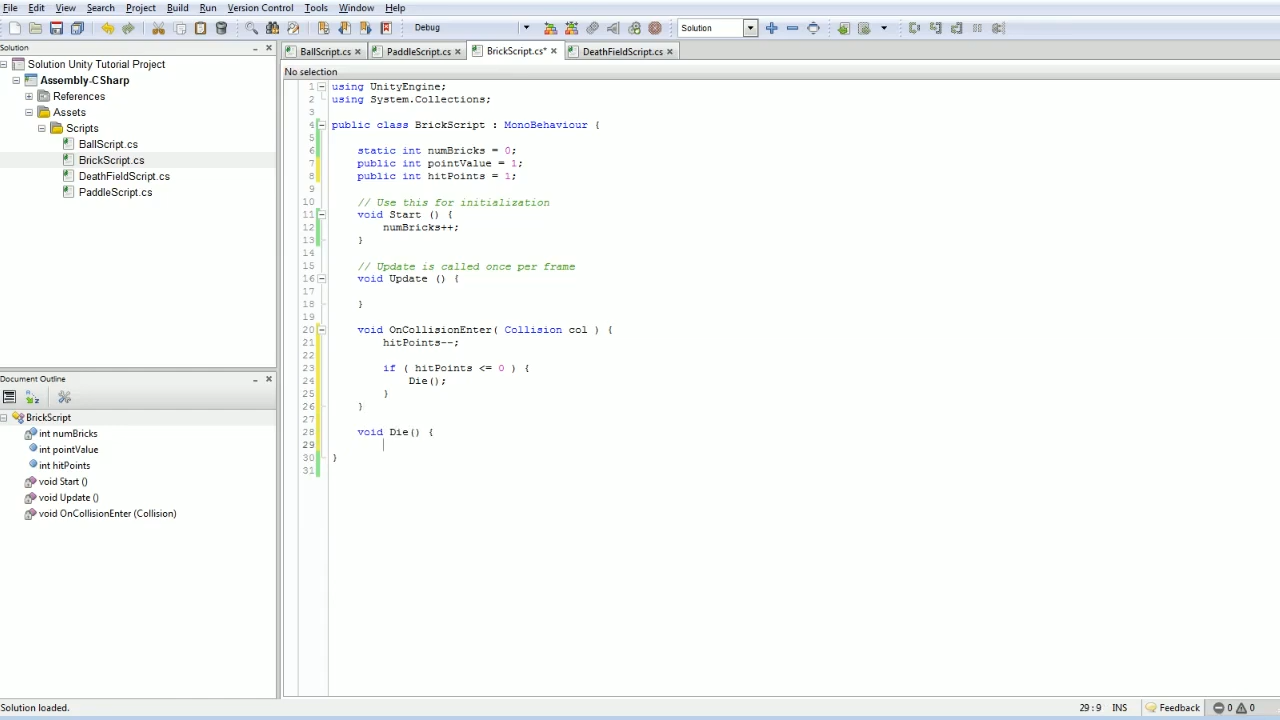 File Edit View Search Project Build Run Version Control Tools Window Help
Debug Solution
Solution
BallScript.cs PaddleScript.cs BrickScript.cs* DeathFieldScript.cs
No selection
Solution Unity Tutorial Project
Assembly-CSharp
References
Assets
Scripts
BallScript.cs
BrickScript.cs
DeathFieldScript.cs
PaddleScript.cs
Document Outline
BrickScript
int numBricks
int pointValue
int hitPoints
void Start ()
void Update ()
void OnCollisionEnter (Collision)
1 using UnityEngine;
2 using System.Collections;
3
4 public class BrickScript : MonoBehaviour {
5
6 static int numBricks = 0;
7 public int pointValue = 1;
8 public int hitPoints = 1;
9
10 // Use this for initialization
11 void Start () {
12 numBricks++;
13 }
14
15 // Update is called once per frame
16 void Update () {
17
18 }
19
20 void OnCollisionEnter( Collision col ) {
21 hitPoints--;
22
23 if ( hitPoints <= 0 ) {
24 Die();
25 }
26 }
27
28 void Die() {
29
30 }
31
Solution loaded. 29 : 9 INS Feedback 0 0